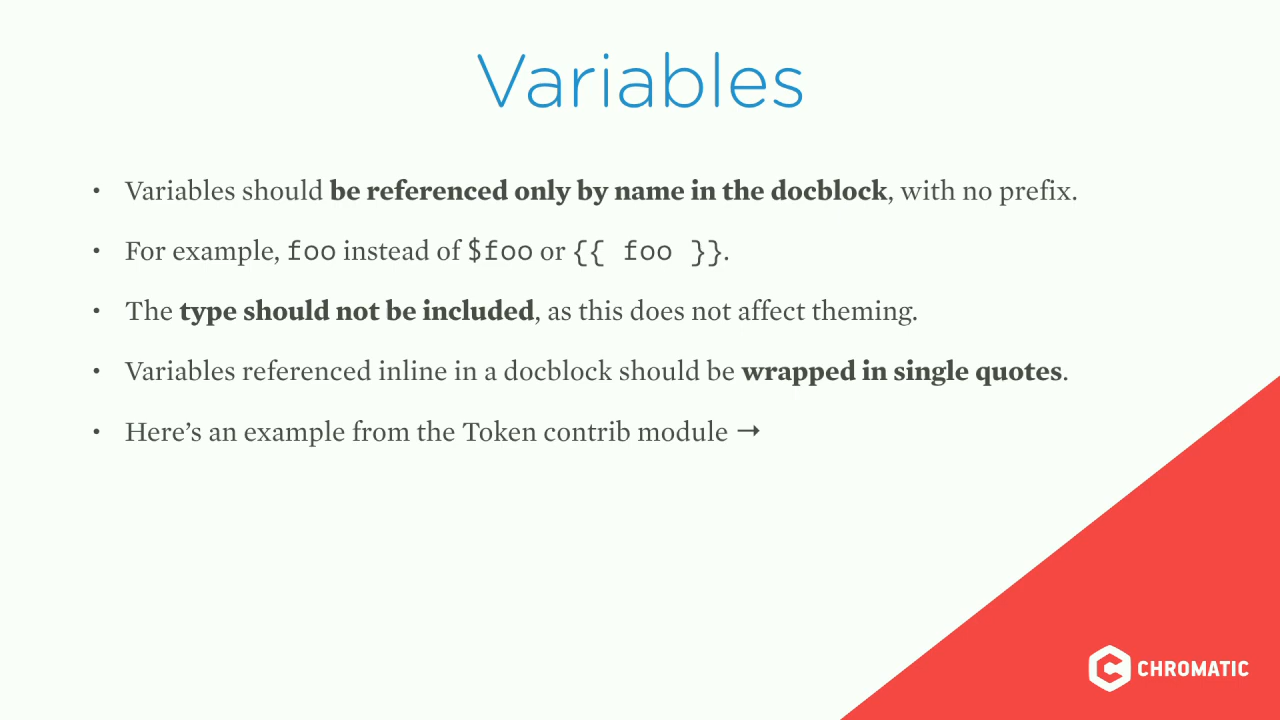 Variables
• Variables should be referenced only by name in the docblock, with no prefix.
• For example, foo instead of $foo or {{ foo }}.
• The type should not be included, as this does not affect theming.
• Variables referenced inline in a docblock should be wrapped in single quotes.
• Here’s an example from the Token contrib module →
CHROMATIC